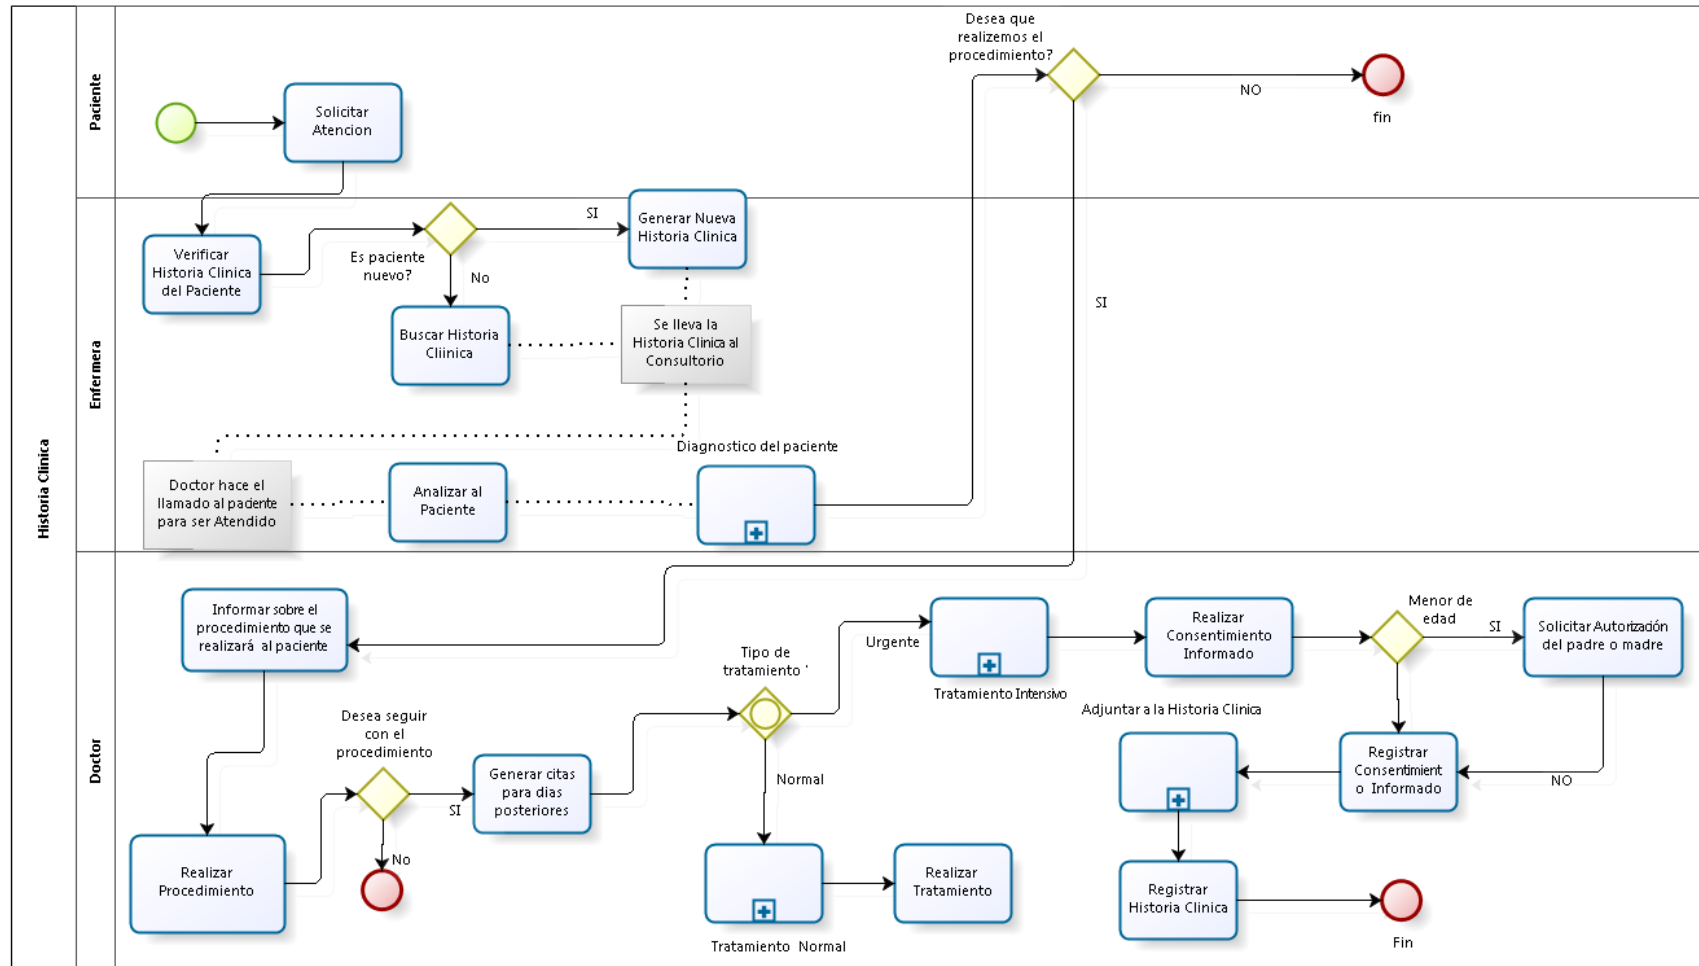 Historia Clinica
Paciente
Solicitar
Atencion
Desea que
realizemos el
procedimiento?
NO
fin
Enfermera
Verificar
Historia Clinica
del Paciente
Es paciente
nuevo?
SI
No
Generar Nueva
Historia Clinica
Buscar Historia
Cliinica
Se lleva la
Historia Clinica al
Consultorio
SI
Doctor hace el
llamado al paciente
para ser Atendido
Analizar al
Paciente
Diagnostico del paciente
Doctor
Informar sobre el
procedimiento que se
realizará al paciente
Realizar
Procedimiento
Desea seguir
con el
procedimiento
SI
No
Generar citas
para dias
posteriores
Tipo de
tratamiento '
Urgente
Normal
Tratamiento Intensivo
Tratamiento Normal
Realizar
Tratamiento
Realizar
Consentimiento
Informado
Menor de
edad
SI
Solicitar Autorización
del padre o madre
NO
Registrar
Consentimient
o Informado
Adjuntar a la Historia Clinica
Registrar
Historia Clinica
Fin